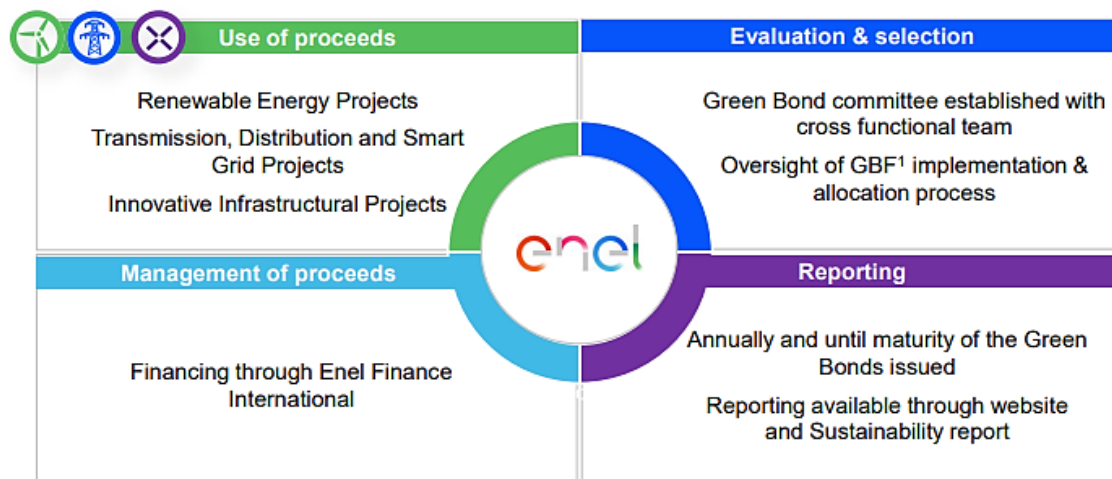 Use of proceeds
Renewable Energy Projects
Transmission, Distribution and Smart
Grid Projects
Innovative Infrastructural Projects
Evaluation & selection
Green Bond committee established with
cross functional team
Oversight of GBF¹ implementation &
allocation process
enel
Management of proceeds
Financing through Enel Finance
International
Reporting
Annually and until maturity of the Green
Bonds issued
Reporting available through website
and Sustainability report